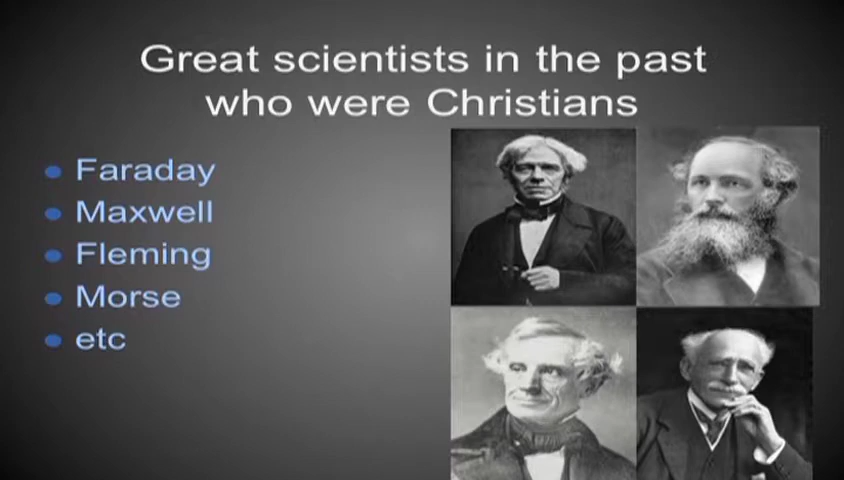 Great scientists in the past
who were Christians
Faraday
Maxwell
Fleming
Morse
etc